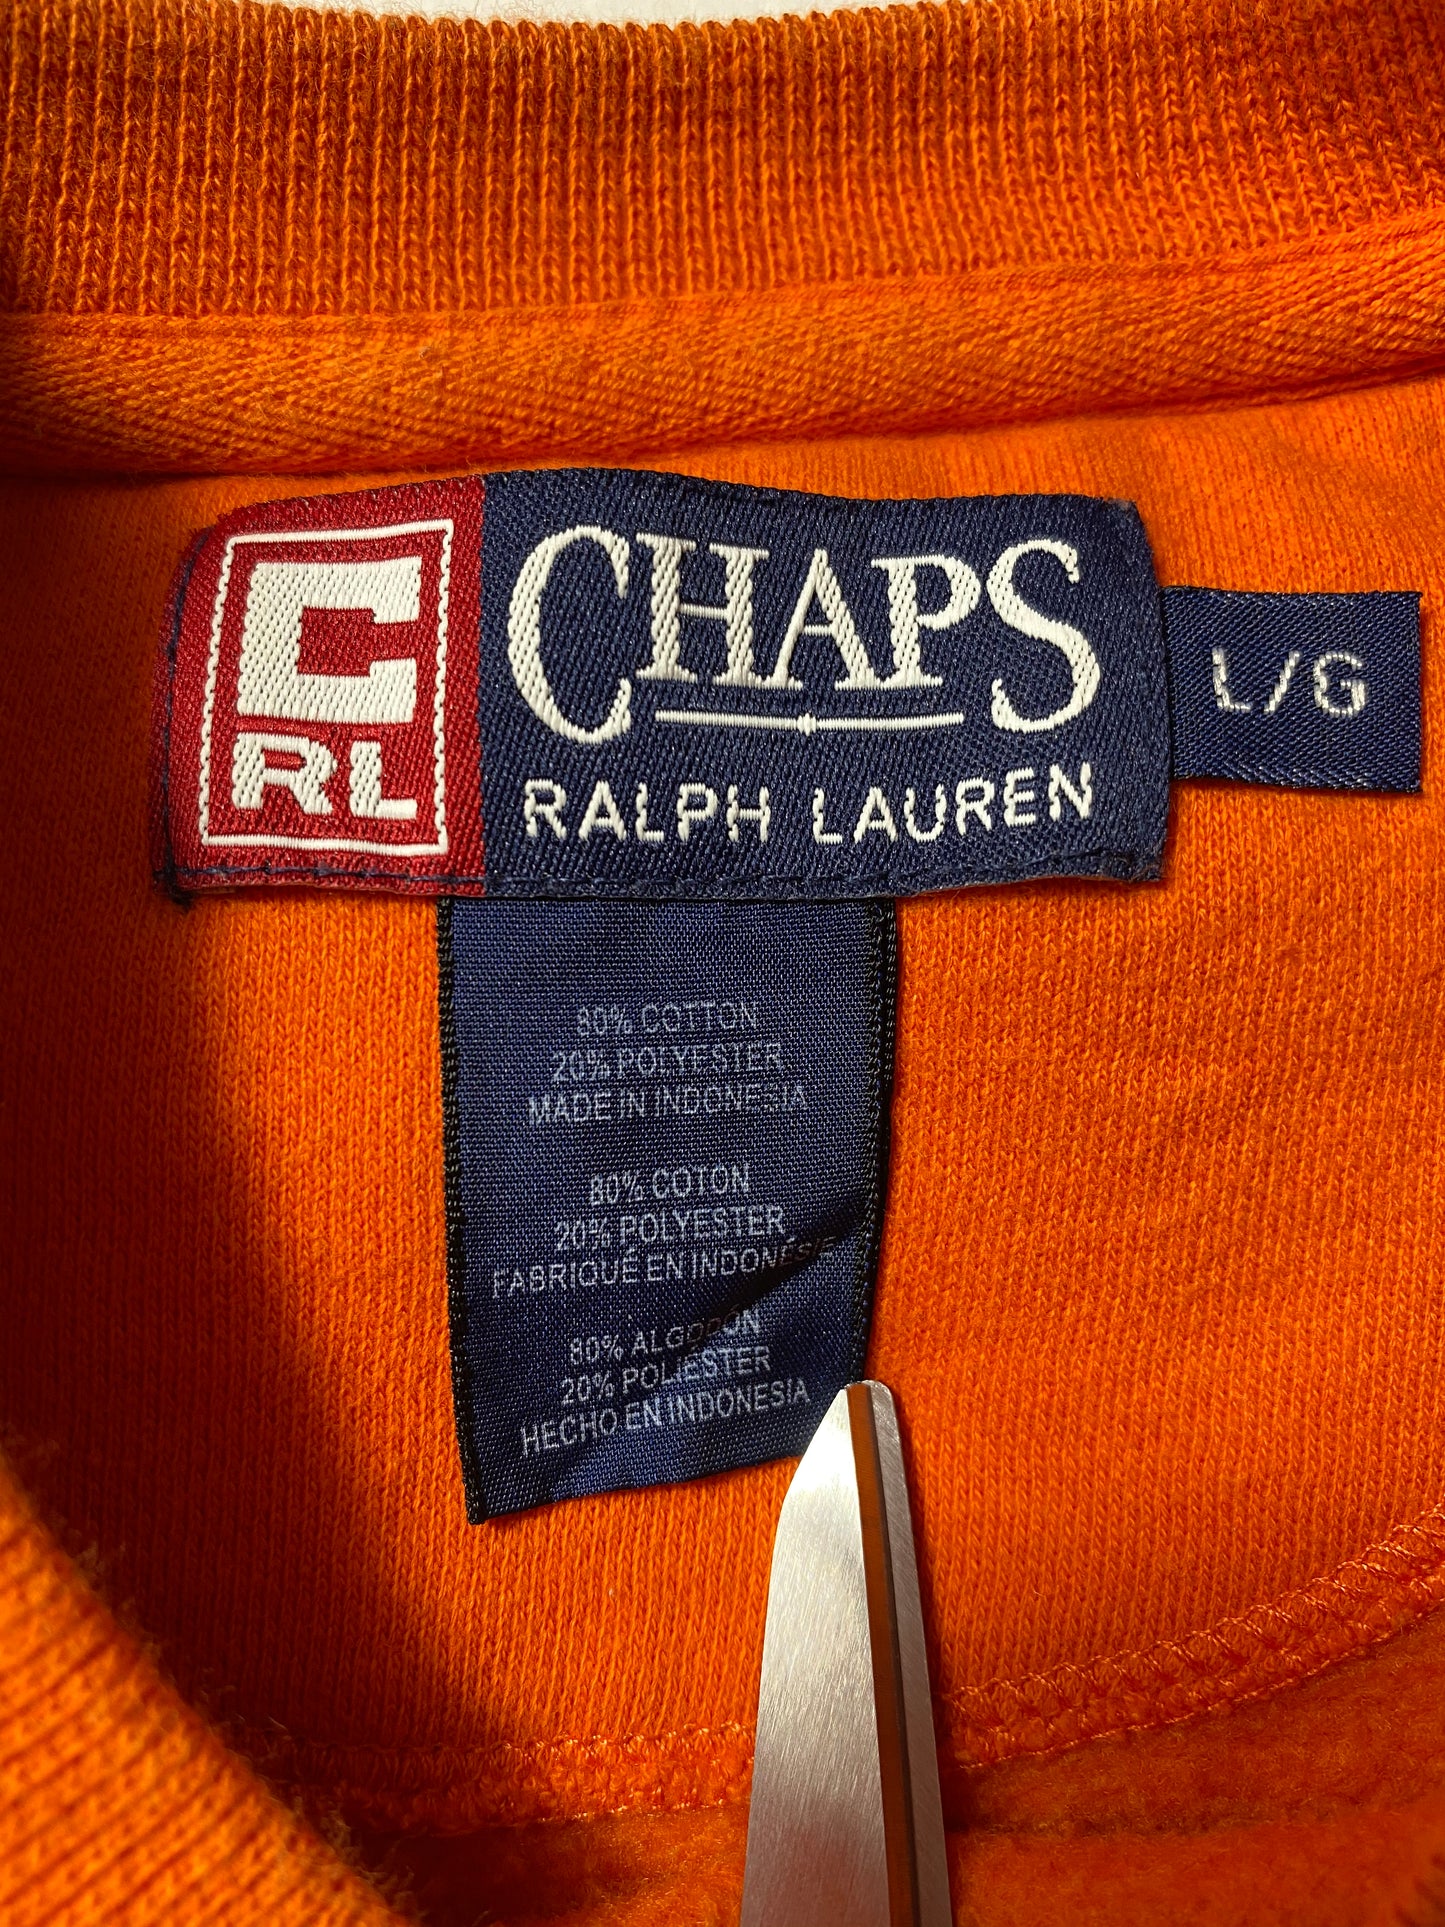 C
RL
CHAPS
RALPH LAUREN
L/G
80% COTTON
20% POLYESTER
MADE IN INDONESIA
80% COTON
20% POLYESTER
FABRIQUÉ EN INDONÉSIE
80% ALGODÓN
20% POLIESTER
HECHO EN INDONESIA